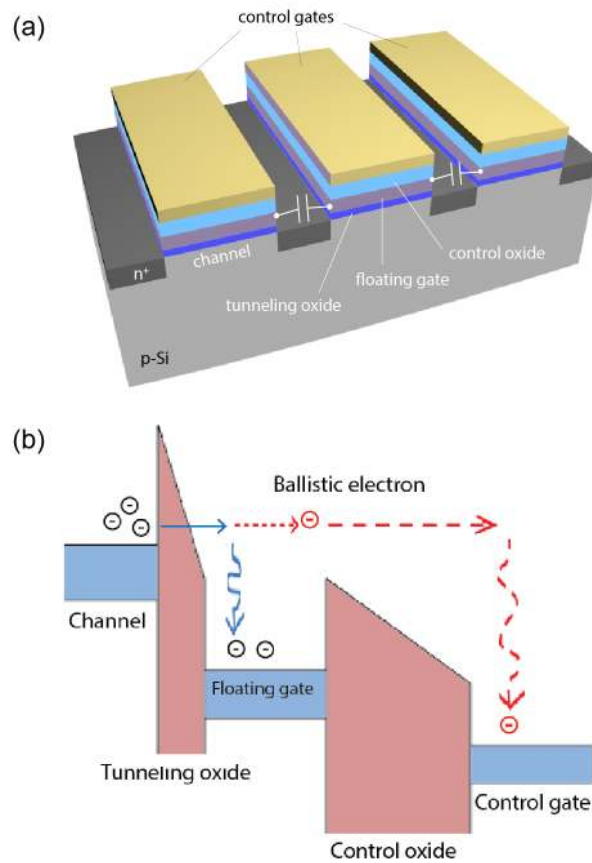 (a)
control gates
control oxide
floating gate
tunneling oxide
channel
n⁺
p-Si
(b)
Ballistic electron
Channel
Floating gate
Tunneling oxide
Control gate
Control oxide